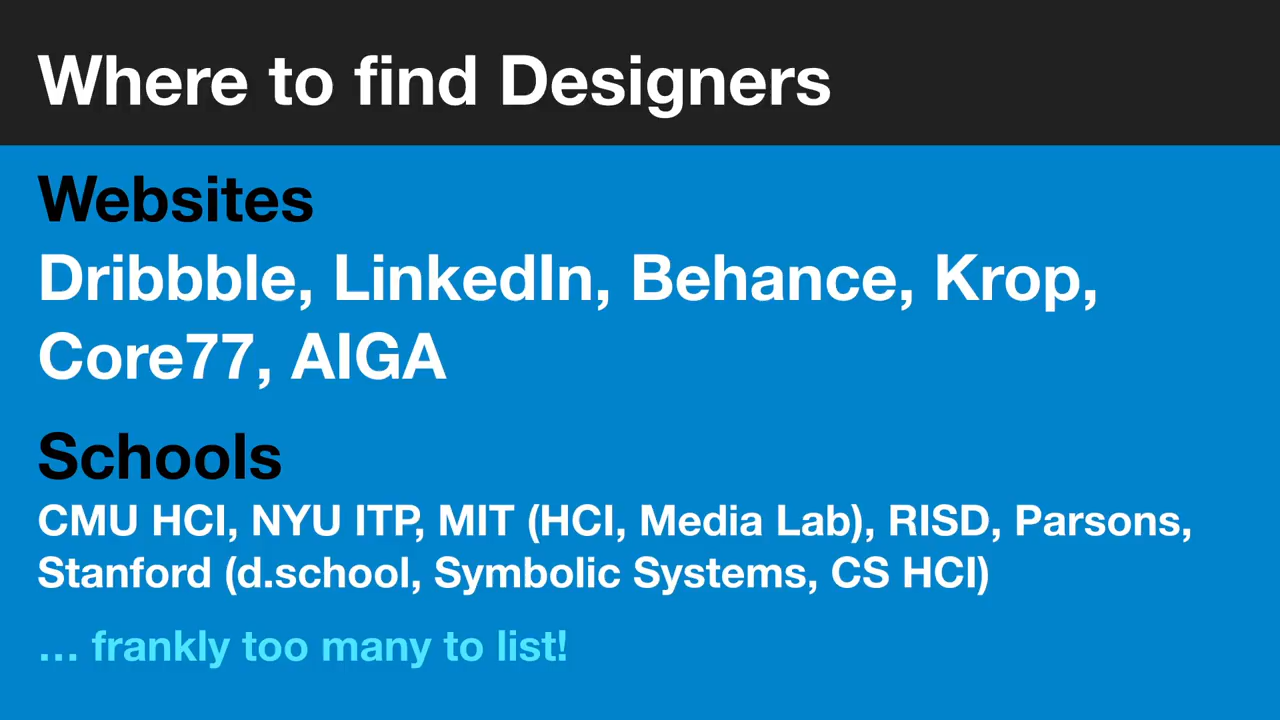 Where to find Designers
Websites
Dribbble, LinkedIn, Behance, Krop,
Core77, AIGA
Schools
CMU HCI, NYU ITP, MIT (HCI, Media Lab), RISD, Parsons,
Stanford (d.school, Symbolic Systems, CS HCI)
… frankly too many to list!